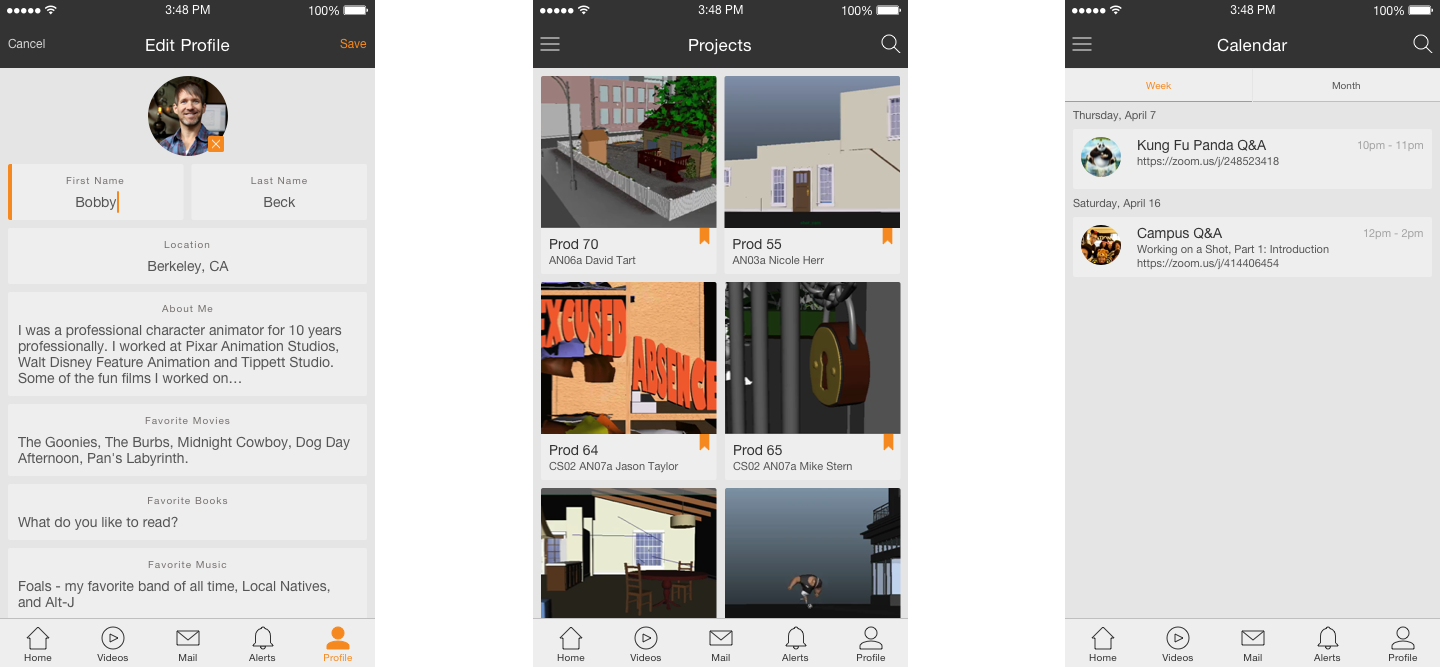 3:48 PM 100%
Cancel Edit Profile Save
First Name
Bobby
Last Name
Beck
Location
Berkeley, CA
About Me
I was a professional character animator for 10 years
professionally. I worked at Pixar Animation Studios,
Walt Disney Feature Animation and Tippett Studio.
Some of the fun films I worked on…
Favorite Movies
The Goonies, The Burbs, Midnight Cowboy, Dog Day
Afternoon, Pan's Labyrinth.
Favorite Books
What do you like to read?
Favorite Music
Foals - my favorite band of all time, Local Natives,
and Alt-J
Home Videos Mail Alerts Profile
3:48 PM 100%
Projects
Prod 70
AN06a David Tart
Prod 55
AN03a Nicole Herr
EXCUSED
ABSENCE
Prod 64
CS02 AN07a Jason Taylor
Prod 65
CS02 AN07a Mike Stern
Home Videos Mail Alerts Profile
3:48 PM 100%
Calendar
Week Month
Thursday, April 7
Kung Fu Panda Q&A 10pm - 11pm
https://zoom.us/j/248523418
Saturday, April 16
Campus Q&A 12pm - 2pm
Working on a Shot, Part 1: Introduction
https://zoom.us/j/414406454
Home Videos Mail Alerts Profile